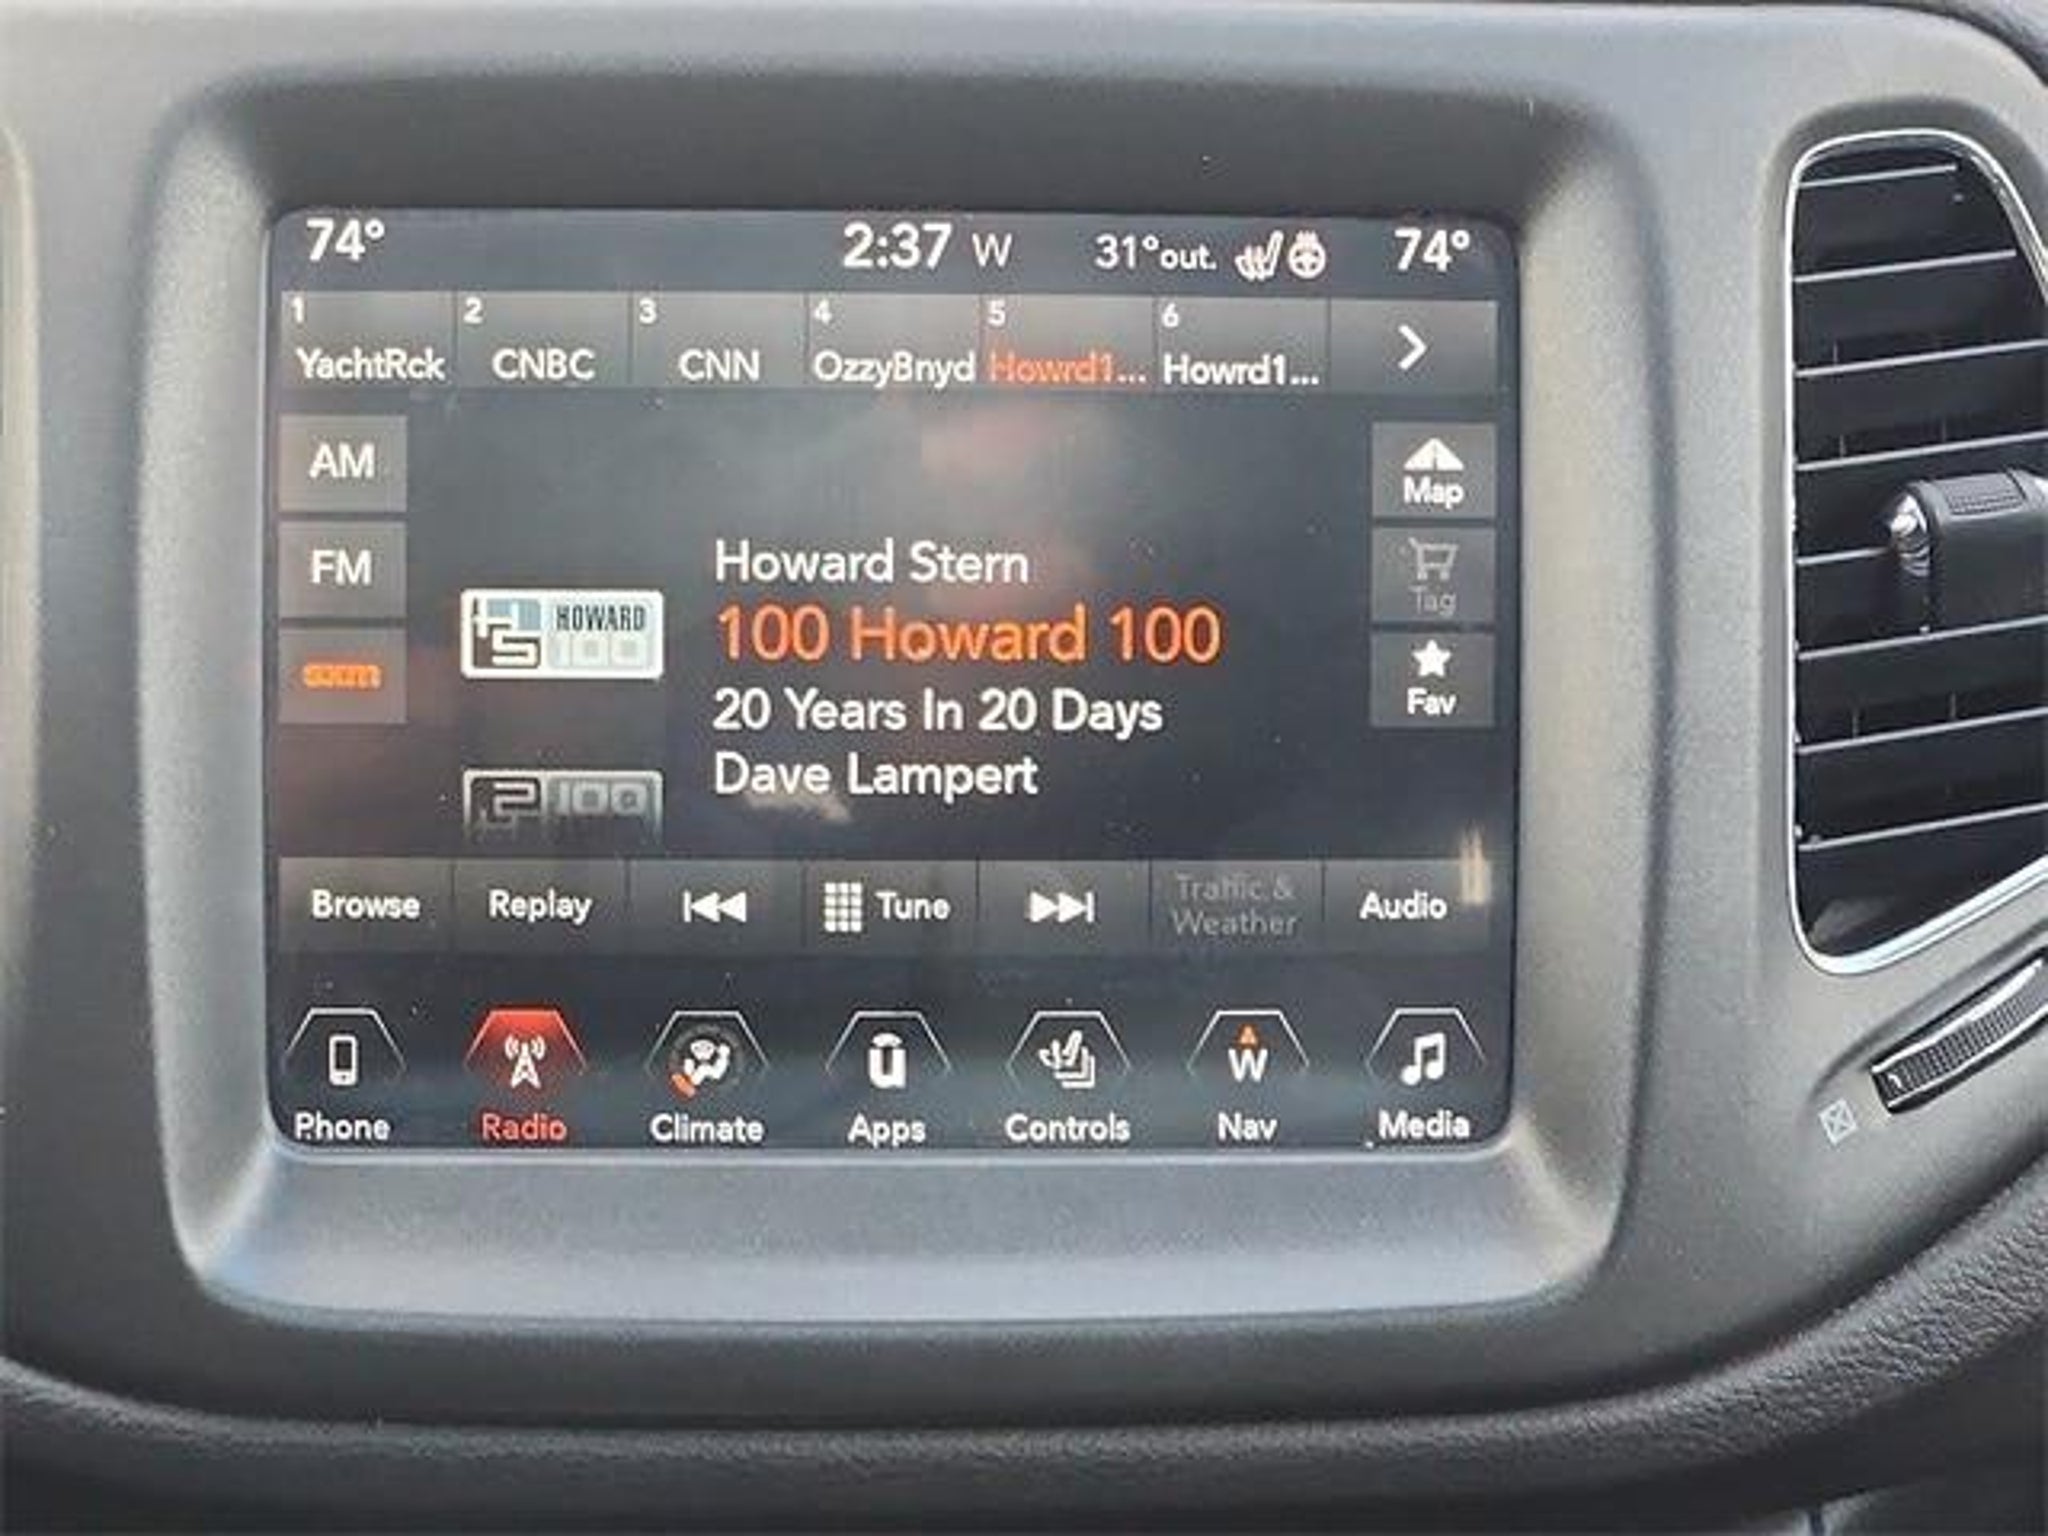 74° 2:37 W 31°out. 74°
1 2 3 4 5 6
YachtRck CNBC CNN OzzyBnyd Howrd1... Howrd1...
AM
Map
FM
Howard Stern
Tag
HOWARD
100
100 Howard 100
sxm
Fav
20 Years In 20 Days
Dave Lampert
Browse Replay Tune Traffic & Weather Audio
W
Phone Radio Climate Apps Controls Nav Media